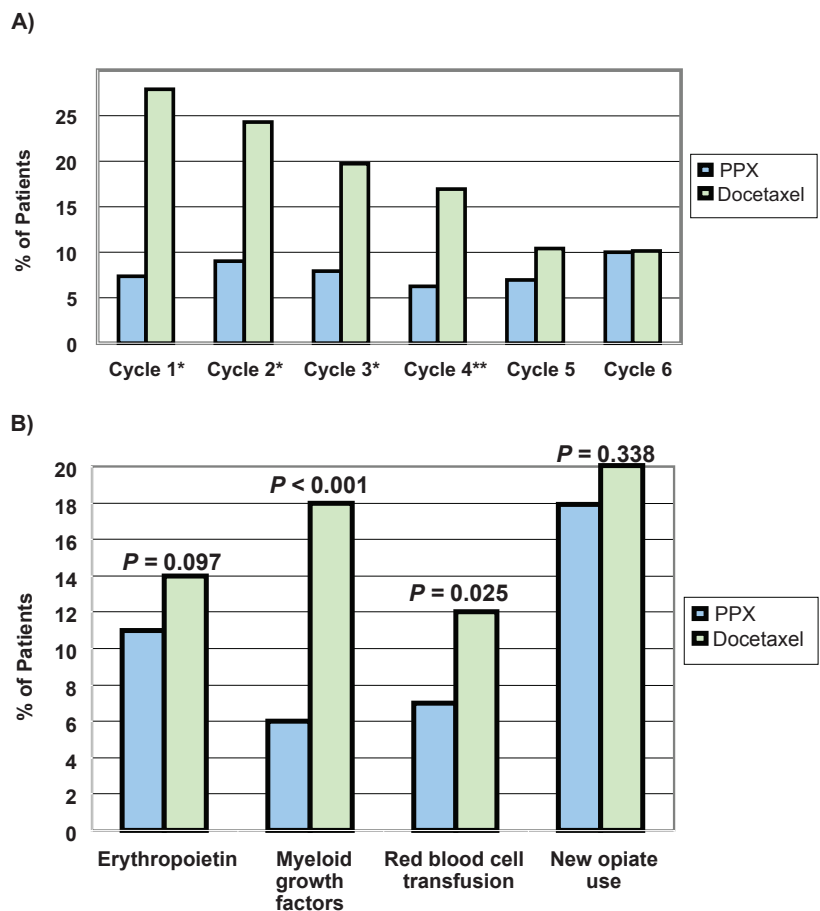 A)
% of Patients
25
20
15
10
5
0
Cycle 1* Cycle 2* Cycle 3* Cycle 4** Cycle 5 Cycle 6
PPX
Docetaxel
B)
% of Patients
20
18
16
14
12
10
8
6
4
2
0
P = 0.097
P < 0.001
P = 0.025
P = 0.338
Erythropoietin
Myeloid
growth
factors
Red blood cell
transfusion
New opiate
use
PPX
Docetaxel